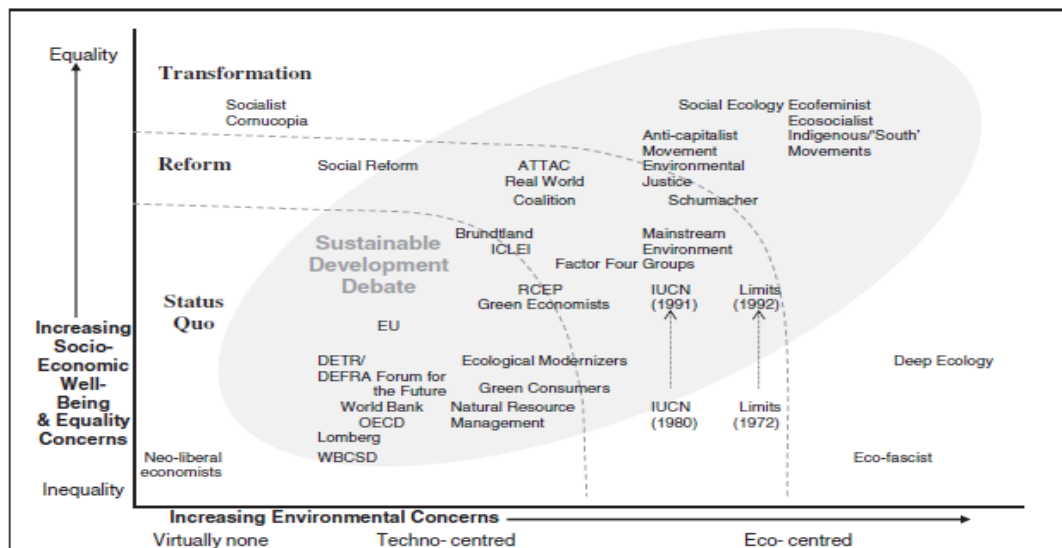 Equality
Transformation
Socialist
Cornucopia
Social Ecology Ecofeminist
Ecosocialist
Anti-capitalist Indigenous/'South'
Movement Movements
Reform
Social Reform
ATTAC Environmental
Real World Justice
Coalition Schumacher
Brundtland Mainstream
ICLEI Environment
Sustainable
Development
Debate
Factor Four Groups
RCEP IUCN Limits
Green Economists (1991) (1992)
Status
Quo
EU
Increasing
Socio-
Economic
Well-
Being
& Equality
Concerns
DETR/ Ecological Modernizers Deep Ecology
DEFRA Forum for
the Future Green Consumers
World Bank Natural Resource IUCN Limits
OECD Management (1980) (1972)
Lomberg
Neo-liberal WBCSD Eco-fascist
economists
Inequality
Increasing Environmental Concerns
Virtually none Techno- centred Eco- centred